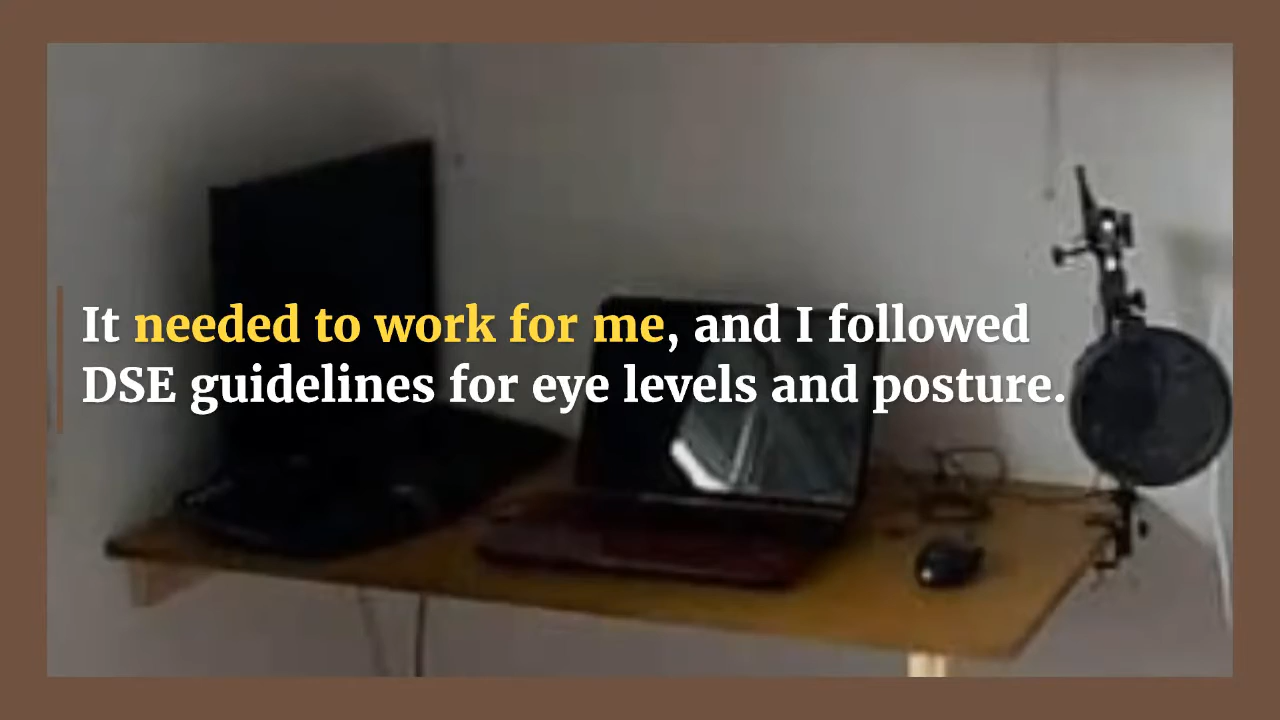 It needed to work for me, and I followed
DSE guidelines for eye levels and posture.